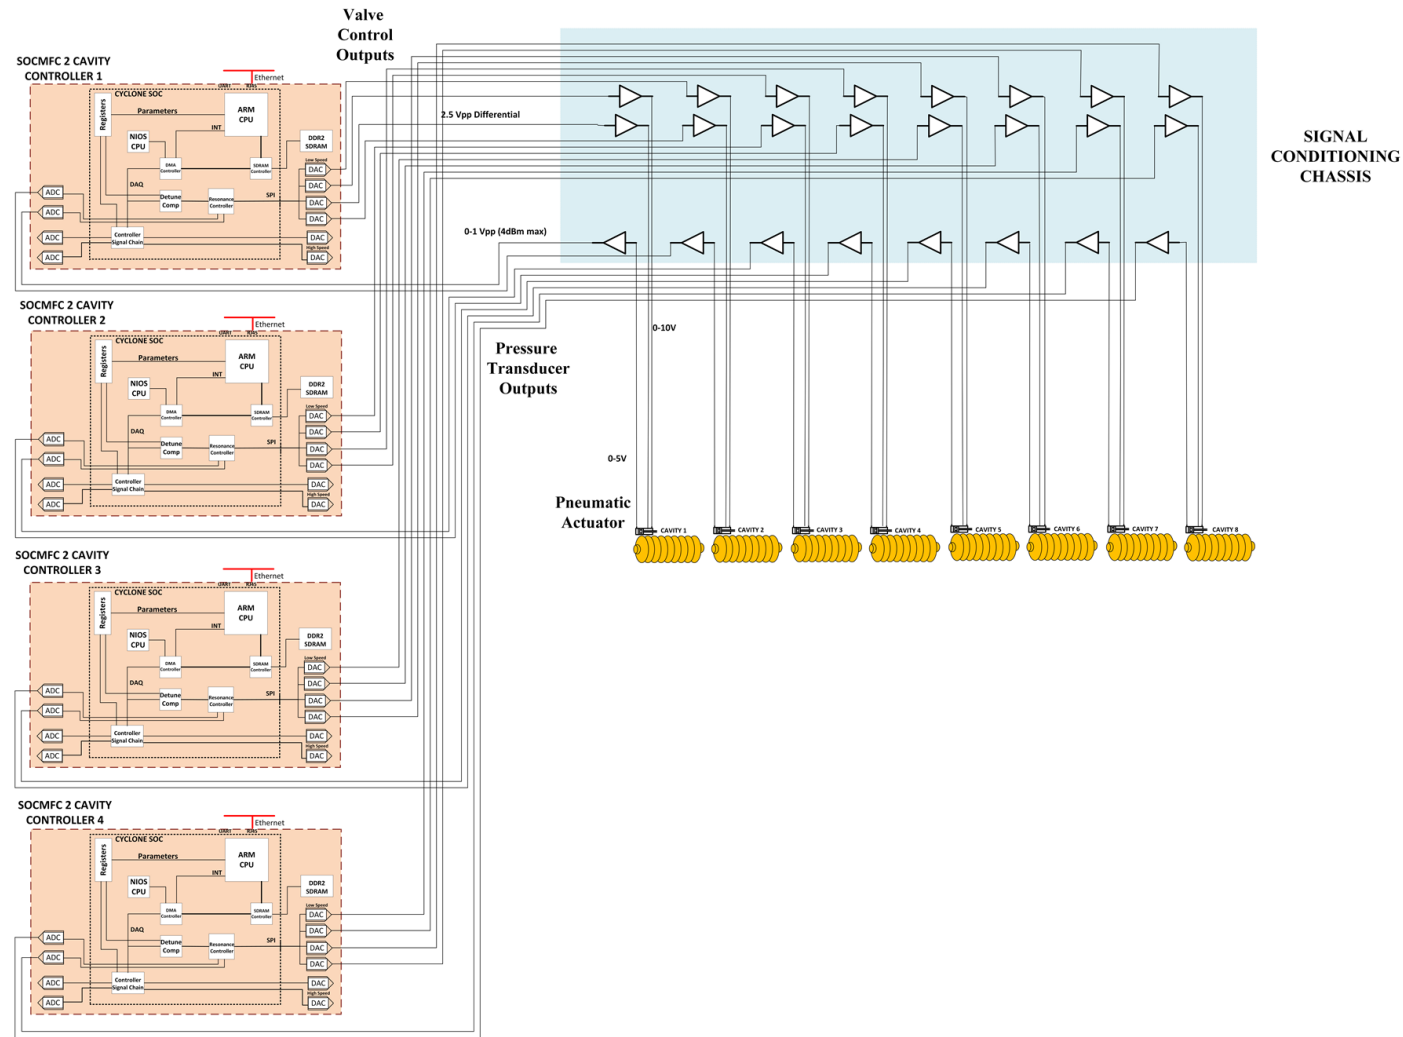 Valve
Control
Outputs
SIGNAL
CONDITIONING
CHASSIS
2.5 Vpp Differential
0-1 Vpp (4dBm max)
0-10V
Pressure
Transducer
Outputs
0-5V
Pneumatic
Actuator
CAVITY 1
CAVITY 2
CAVITY 3
CAVITY 4
CAVITY 5
CAVITY 6
CAVITY 7
CAVITY 8
SOCMFC 2 CAVITY
CONTROLLER 1
Ethernet
UART
RJ45
CYCLONE SOC
Registers
Parameters
ARM
CPU
INT
NIOS
CPU
DDR2
SDRAM
DMA
Controller
SDRAM
Controller
Low Speed
DAC
DAC
DAC
DAC
DAQ
Detune
Comp
Resonance
Controller
SPI
ADC
ADC
ADC
ADC
Controller
Signal Chain
DAC
High Speed
DAC
SOCMFC 2 CAVITY
CONTROLLER 2
Ethernet
UART
RJ45
CYCLONE SOC
Registers
Parameters
ARM
CPU
INT
NIOS
CPU
DDR2
SDRAM
DMA
Controller
SDRAM
Controller
Low Speed
DAC
DAC
DAC
DAC
DAQ
Detune
Comp
Resonance
Controller
SPI
ADC
ADC
ADC
ADC
Controller
Signal Chain
DAC
High Speed
DAC
SOCMFC 2 CAVITY
CONTROLLER 3
Ethernet
UART
RJ45
CYCLONE SOC
Registers
Parameters
ARM
CPU
INT
NIOS
CPU
DDR2
SDRAM
DMA
Controller
SDRAM
Controller
Low Speed
DAC
DAC
DAC
DAC
DAQ
Detune
Comp
Resonance
Controller
SPI
ADC
ADC
ADC
ADC
Controller
Signal Chain
DAC
High Speed
DAC
SOCMFC 2 CAVITY
CONTROLLER 4
Ethernet
UART
RJ45
CYCLONE SOC
Registers
Parameters
ARM
CPU
INT
NIOS
CPU
DDR2
SDRAM
DMA
Controller
SDRAM
Controller
Low Speed
DAC
DAC
DAC
DAC
DAQ
Detune
Comp
Resonance
Controller
SPI
ADC
ADC
ADC
ADC
Controller
Signal Chain
DAC
High Speed
DAC